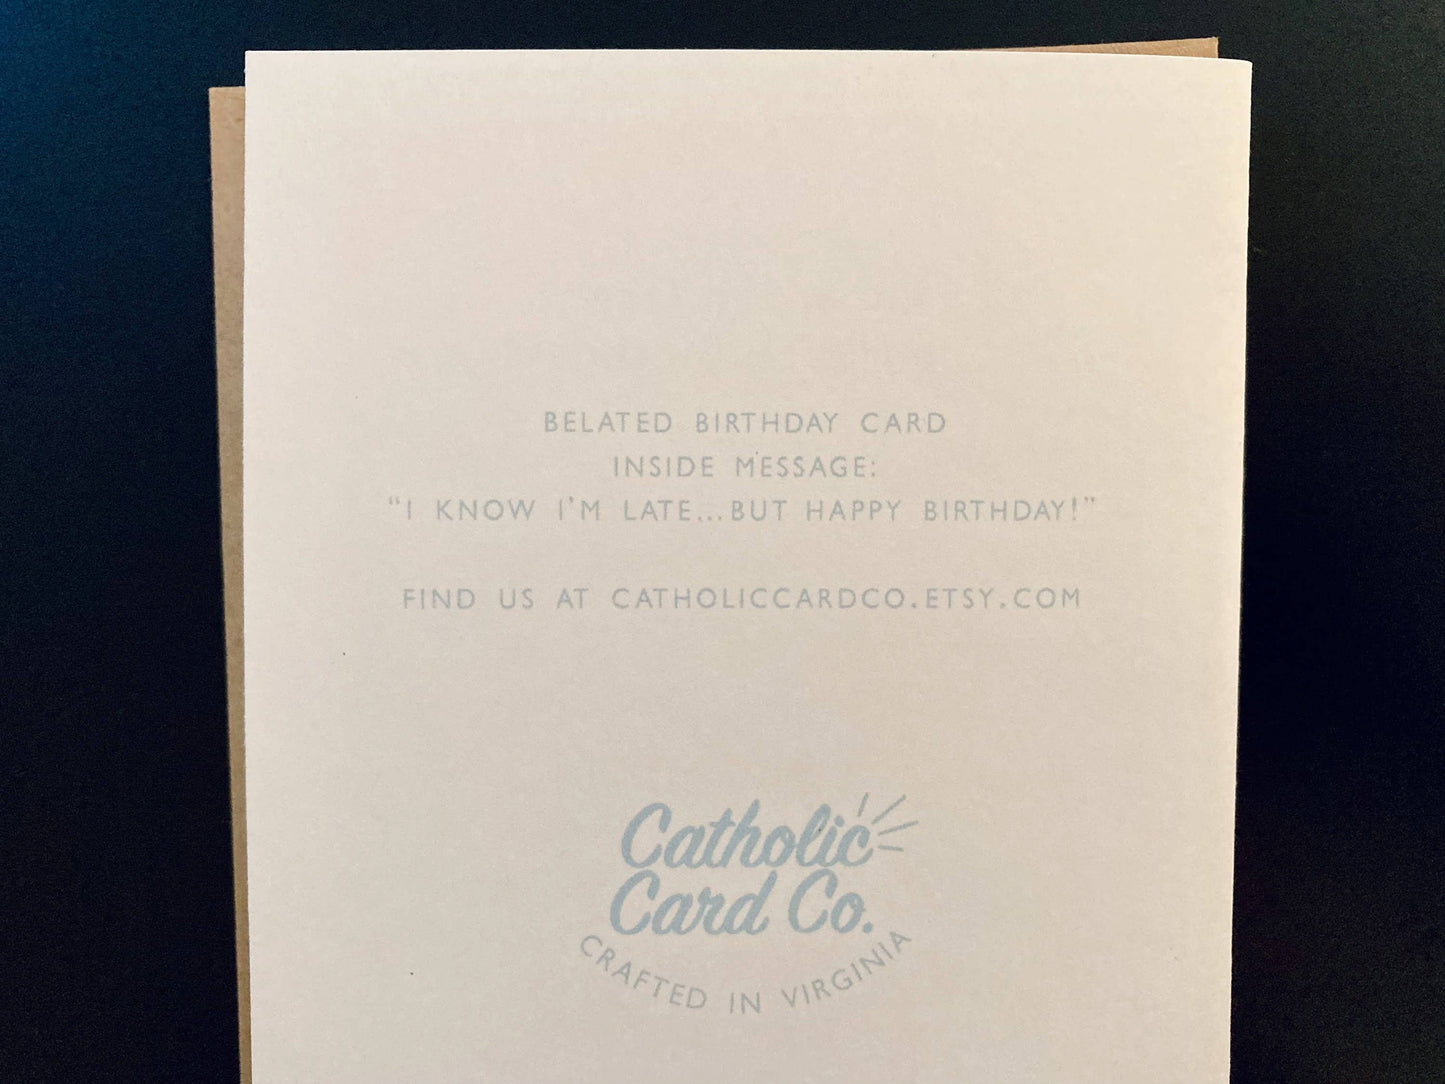 BELATED BIRTHDAY CARD
INSIDE MESSAGE:
“I KNOW I’M LATE...BUT HAPPY BIRTHDAY!”
FIND US AT CATHOLICCARDCO.ETSY.COM
Catholic
Card Co.
CRAFTED IN VIRGINIA